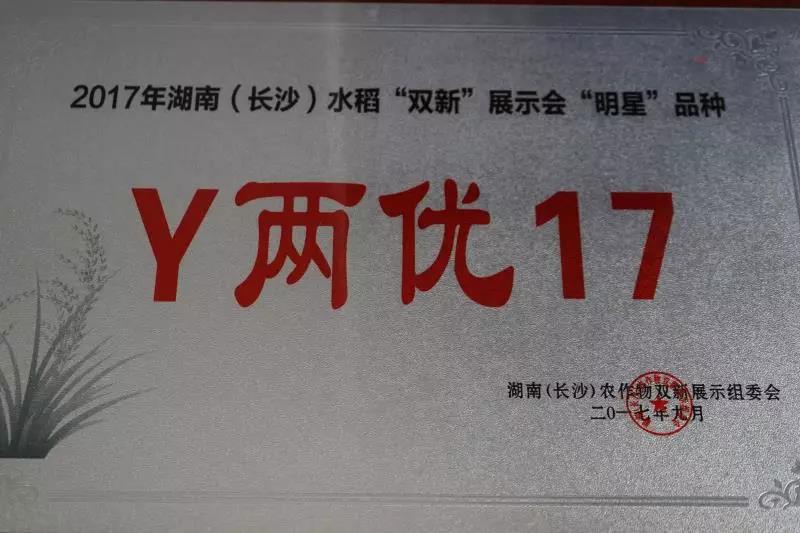 2017年湖南（长沙）水稻“双新”展示会“明星”品种
Y两优17
湖南(长沙)农作物双新展示组委会
二0一七年九月